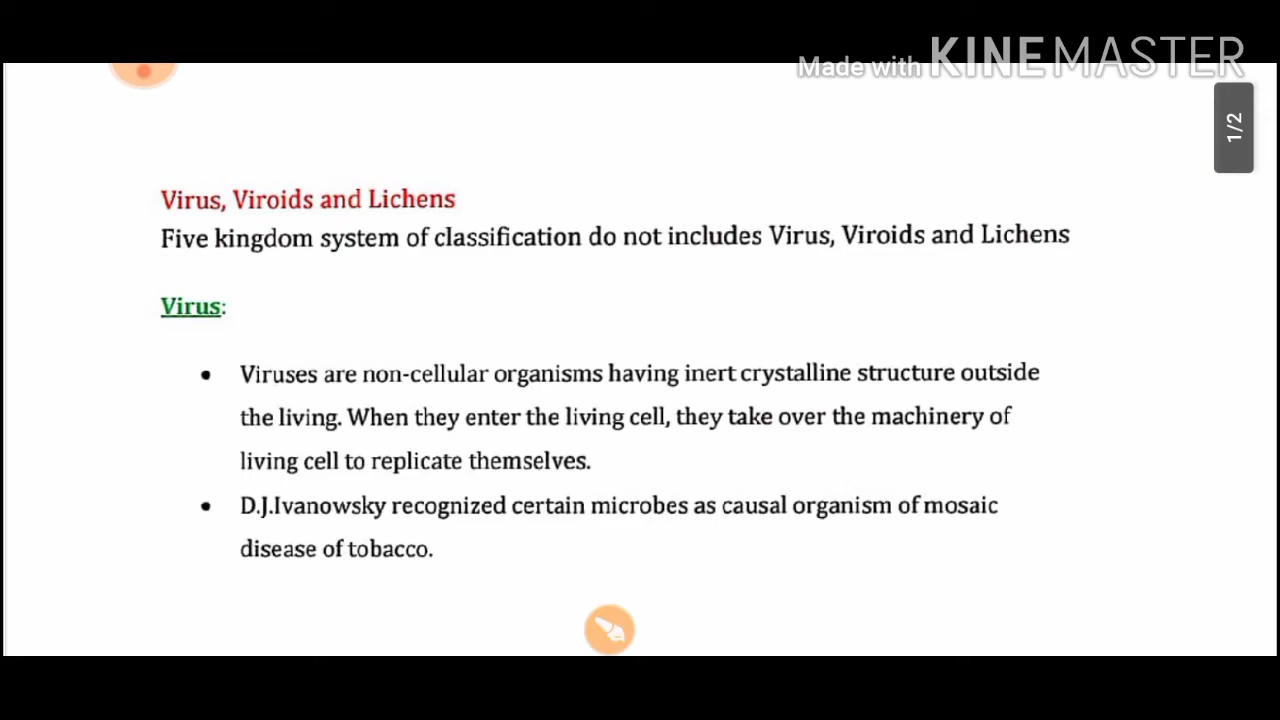 Made with KINEMASTER
1/2
Virus, Viroids and Lichens
Five kingdom system of classification do not includes Virus, Viroids and Lichens
Virus:
• Viruses are non-cellular organisms having inert crystalline structure outside
the living. When they enter the living cell, they take over the machinery of
living cell to replicate themselves.
• D.J.Ivanowsky recognized certain microbes as causal organism of mosaic
disease of tobacco.